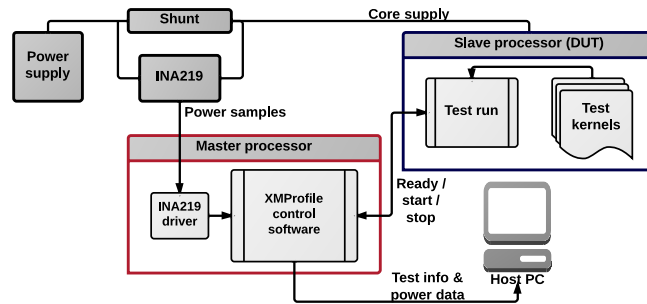 Shunt
Core supply
Power
supply
INA219
Slave processor (DUT)
Test run
Test
kernels
Power samples
Master processor
INA219
driver
XMProfile
control
software
Ready /
start /
stop
Test info &
power data
Host PC